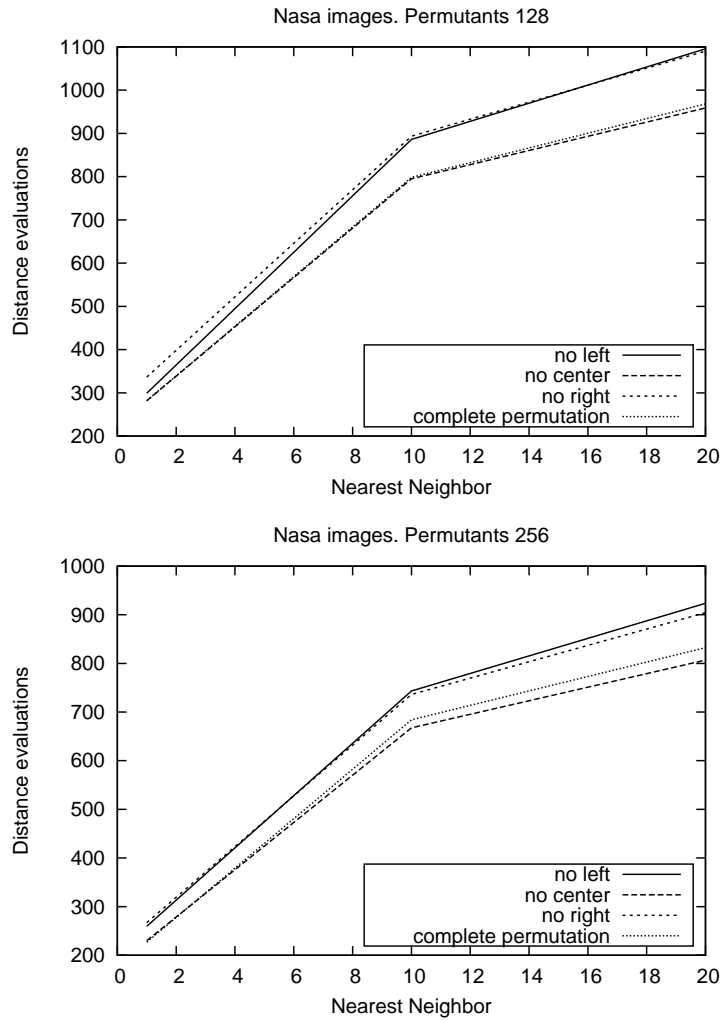 Nasa images. Permutants 128
1100
1000
900
800
700
600
500
400
300
200
Distance evaluations
no left
no center
no right
complete permutation
0 2 4 6 8 10 12 14 16 18 20
Nearest Neighbor
Nasa images. Permutants 256
1000
900
800
700
600
500
400
300
200
Distance evaluations
no left
no center
no right
complete permutation
0 2 4 6 8 10 12 14 16 18 20
Nearest Neighbor